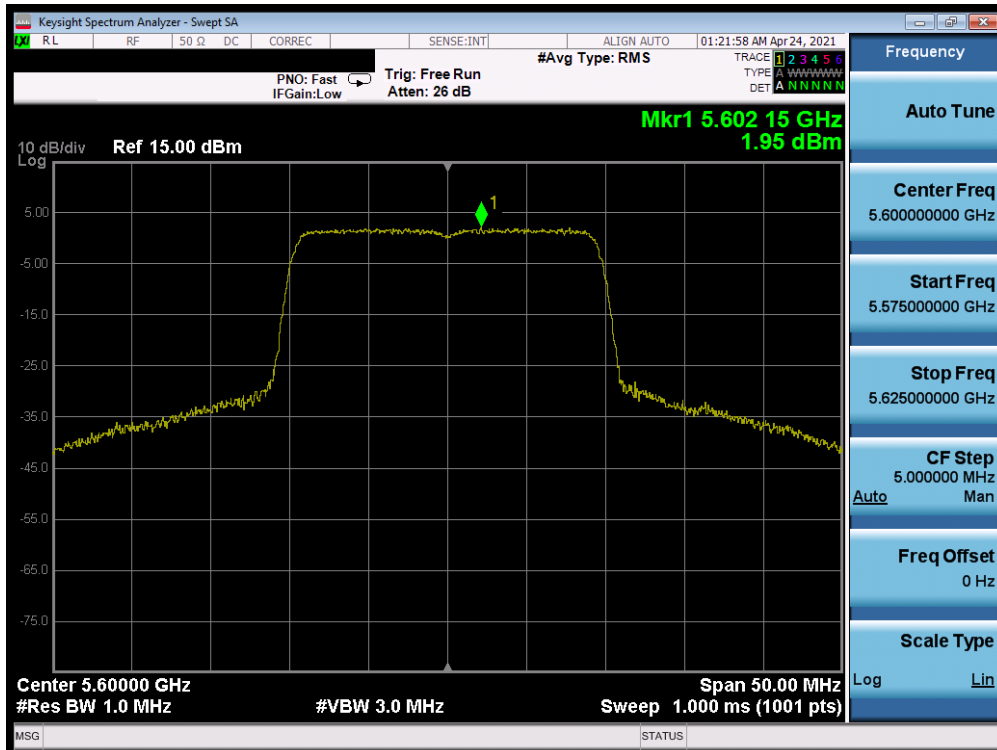 Keysight Spectrum Analyzer - Swept SA
LXI RL RF 50 Ω DC CORREC SENSE:INT ALIGN AUTO 01:21:58 AM Apr 24, 2021
#Avg Type: RMS
TRACE 1 2 3 4 5 6
TYPE A WWWWW
DET A N N N N N
PNO: Fast
IFGain:Low
Trig: Free Run
Atten: 26 dB
Mkr1 5.602 15 GHz
1.95 dBm
10 dB/div
Log
Ref 15.00 dBm
1
5.00
-5.00
-15.0
-25.0
-35.0
-45.0
-55.0
-65.0
-75.0
Center 5.60000 GHz
Span 50.00 MHz
#Res BW 1.0 MHz
#VBW 3.0 MHz
Sweep 1.000 ms (1001 pts)
MSG
STATUS
Frequency
Auto Tune
Center Freq
5.600000000 GHz
Start Freq
5.575000000 GHz
Stop Freq
5.625000000 GHz
CF Step
5.000000 MHz
Auto Man
Freq Offset
0 Hz
Scale Type
Log Lin